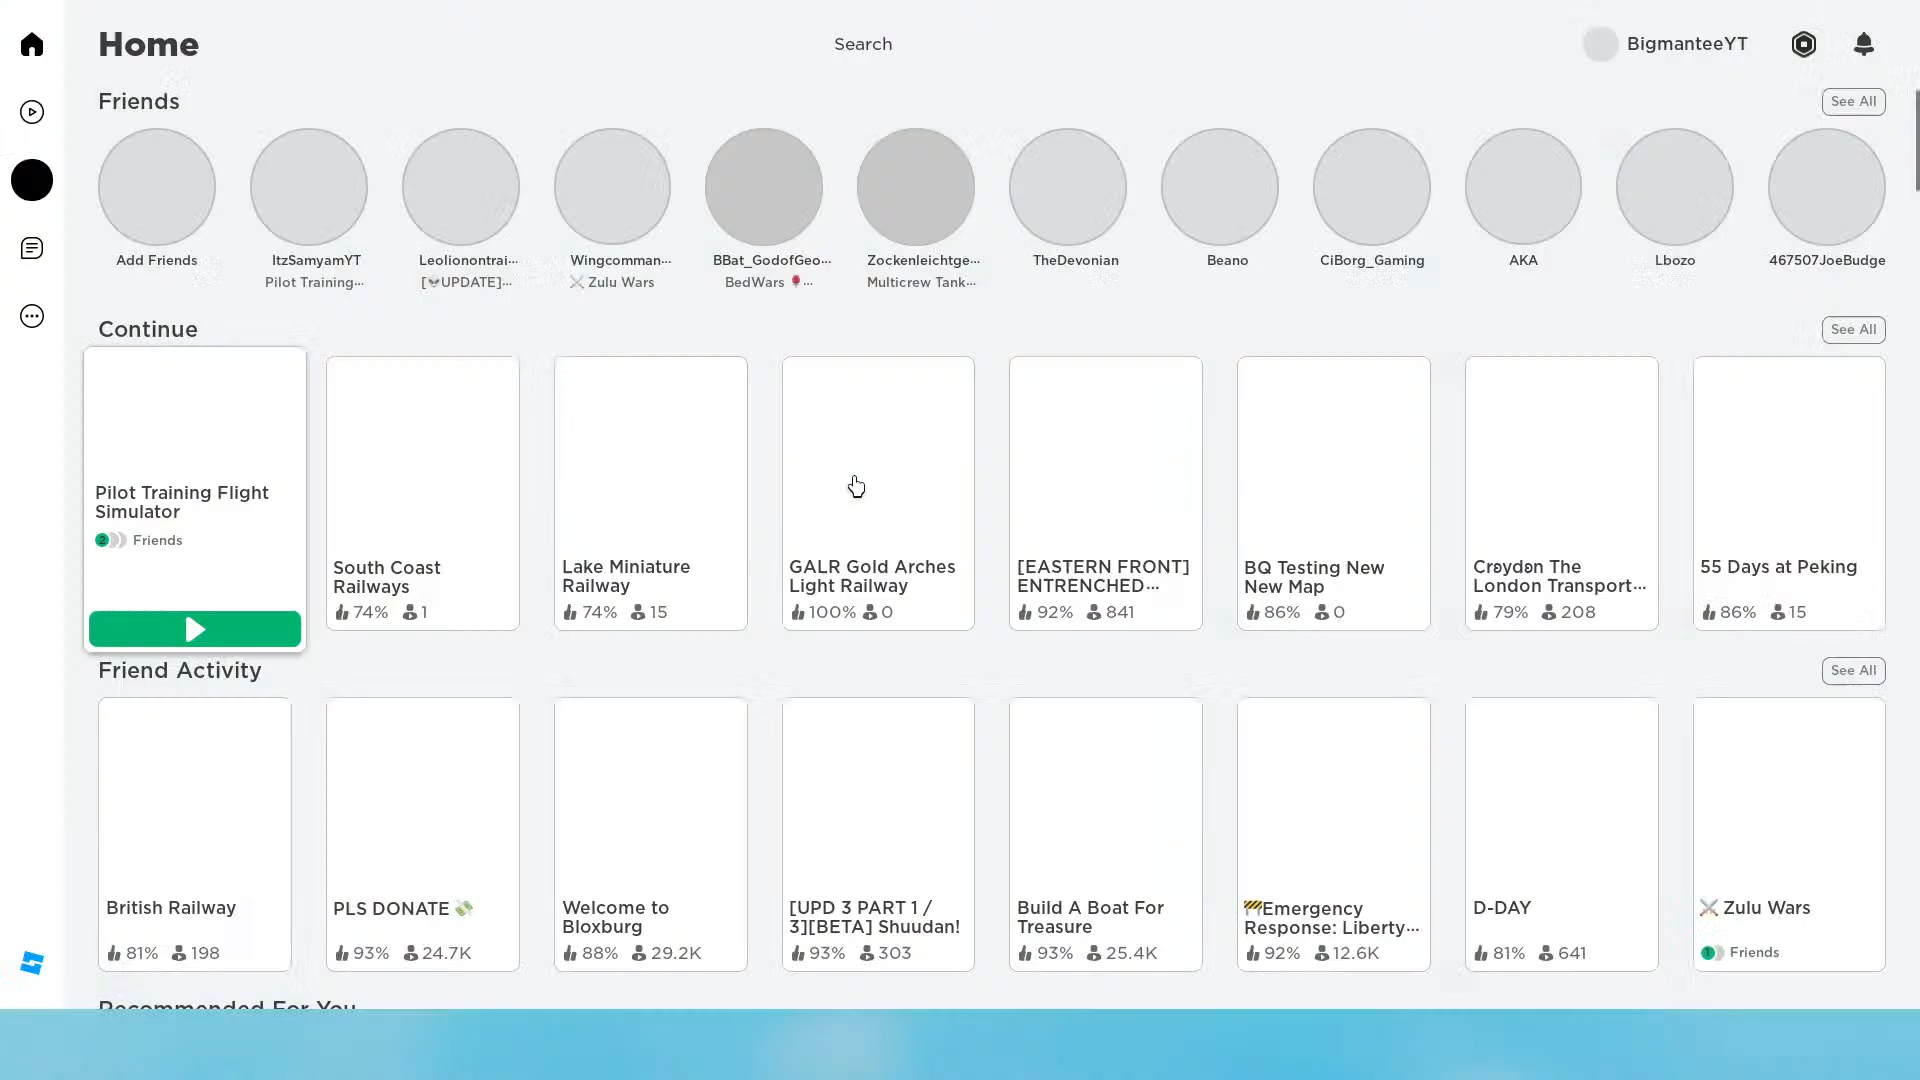 Home
Search
BigmanteeYT
Friends
See All
Add Friends
ItzSamyamYT
Pilot Training...
Leolionontrai...
[👽UPDATE]...
Wingcomman...
⚔️ Zulu Wars
BBat_GodofGeo...
BedWars 🌹...
Zockenleichtge...
Multicrew Tank...
TheDevonian
Beano
CiBorg_Gaming
AKA
Lbozo
467507JoeBudge
Continue
See All
Pilot Training Flight
Simulator
2 Friends
South Coast
Railways
74% 1
Lake Miniature
Railway
74% 15
GALR Gold Arches
Light Railway
100% 0
[EASTERN FRONT]
ENTRENCHED...
92% 841
BQ Testing New
New Map
86% 0
Crøydøn The
London Transport...
79% 208
55 Days at Peking
86% 15
Friend Activity
See All
British Railway
81% 198
PLS DONATE 💸
93% 24.7K
Welcome to
Bloxburg
88% 29.2K
[UPD 3 PART 1 /
3][BETA] Shuudan!
93% 303
Build A Boat For
Treasure
93% 25.4K
🚧Emergency
Response: Liberty...
92% 12.6K
D-DAY
81% 641
⚔️ Zulu Wars
1 Friends
Recommended For You